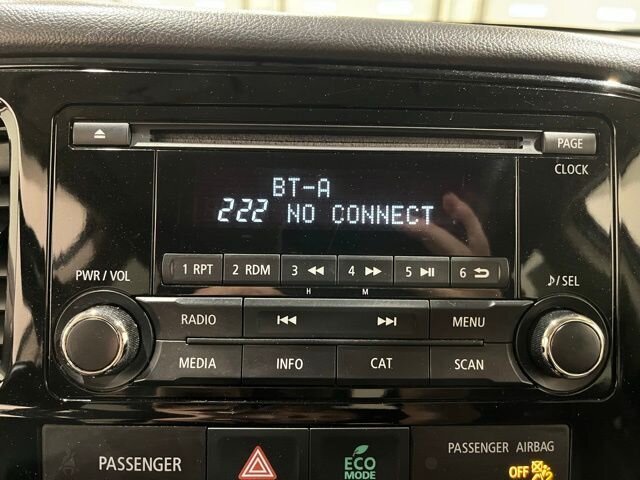 PAGE
CLOCK
BT-A
222 NO CONNECT
1 RPT 2 RDM 3 4 5 6
H M
PWR / VOL
♪/SEL
RADIO MENU
MEDIA INFO CAT SCAN
PASSENGER
ECO
MODE
PASSENGER AIRBAG
OFF